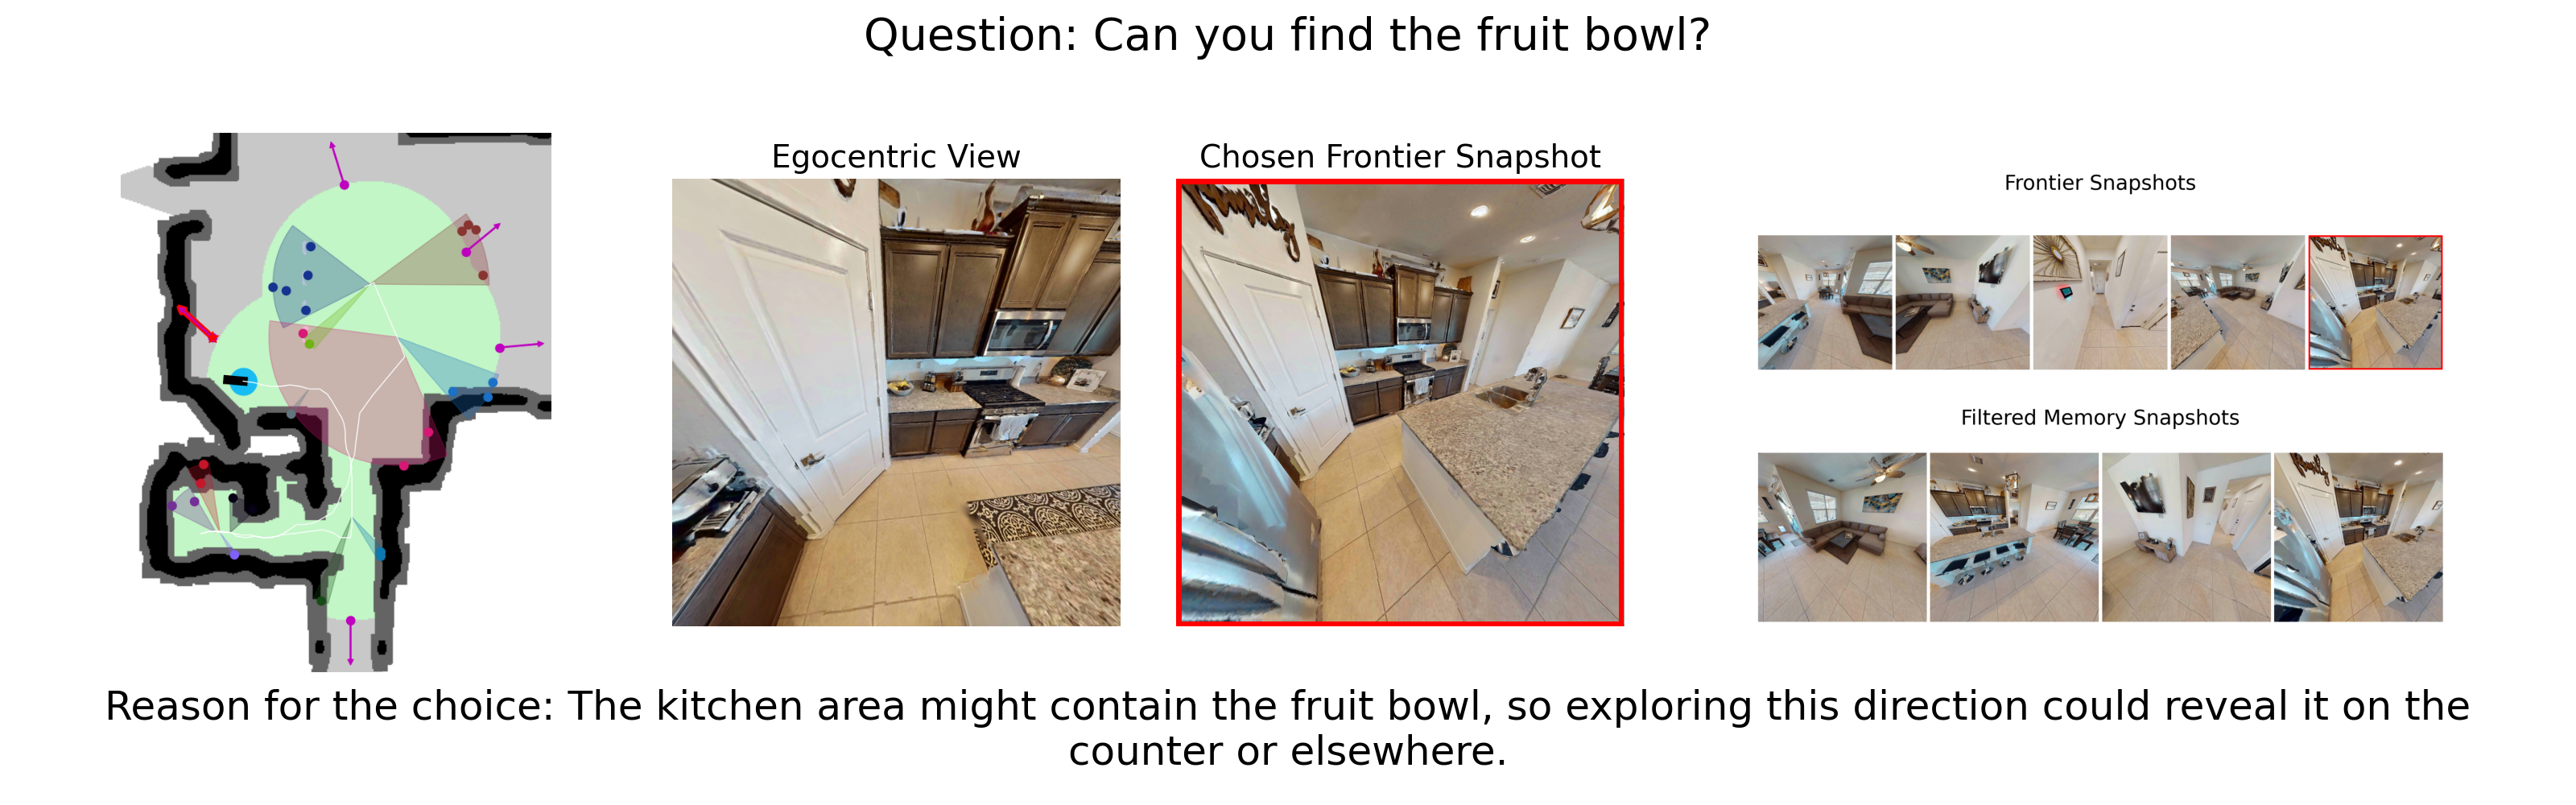 Question: Can you find the fruit bowl?
Egocentric View
Chosen Frontier Snapshot
Frontier Snapshots
Filtered Memory Snapshots
Reason for the choice: The kitchen area might contain the fruit bowl, so exploring this direction could reveal it on the
counter or elsewhere.